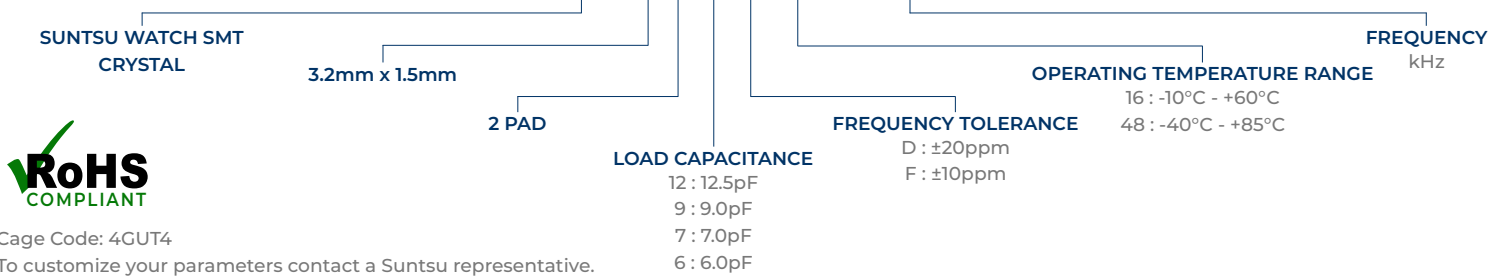 SUNTSU WATCH SMT
CRYSTAL
3.2mm x 1.5mm
2 PAD
LOAD CAPACITANCE
12 : 12.5pF
9 : 9.0pF
7 : 7.0pF
6 : 6.0pF
FREQUENCY TOLERANCE
D : ±20ppm
F : ±10ppm
OPERATING TEMPERATURE RANGE
16 : -10°C - +60°C
48 : -40°C - +85°C
FREQUENCY
kHz
RoHS
COMPLIANT
Cage Code: 4GUT4
To customize your parameters contact a Suntsu representative.